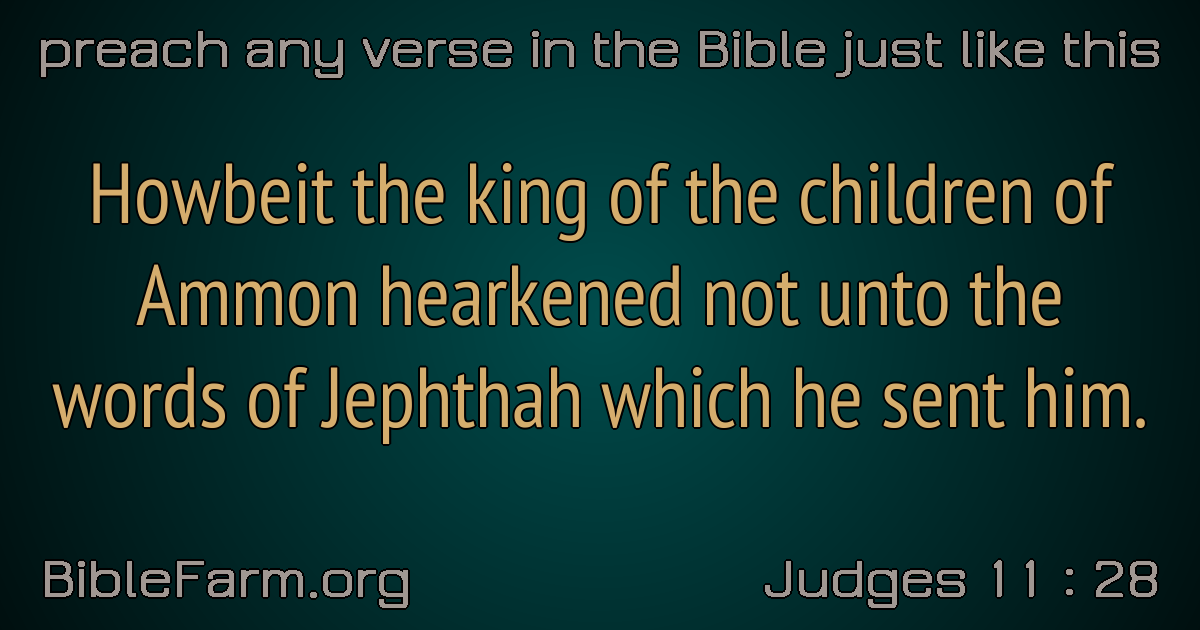 preach any verse in the Bible just like this
Howbeit the king of the children of
Ammon hearkened not unto the
words of Jephthah which he sent him.
BibleFarm.org
Judges 11 : 28